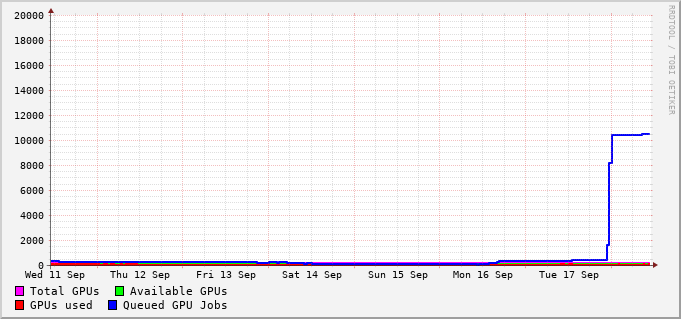 20000
18000
16000
14000
12000
10000
8000
6000
4000
2000
0
Wed 11 Sep Thu 12 Sep Fri 13 Sep Sat 14 Sep Sun 15 Sep Mon 16 Sep Tue 17 Sep
Total GPUs Available GPUs
GPUs used Queued GPU Jobs
RRDTOOL / TOBI OETIKER